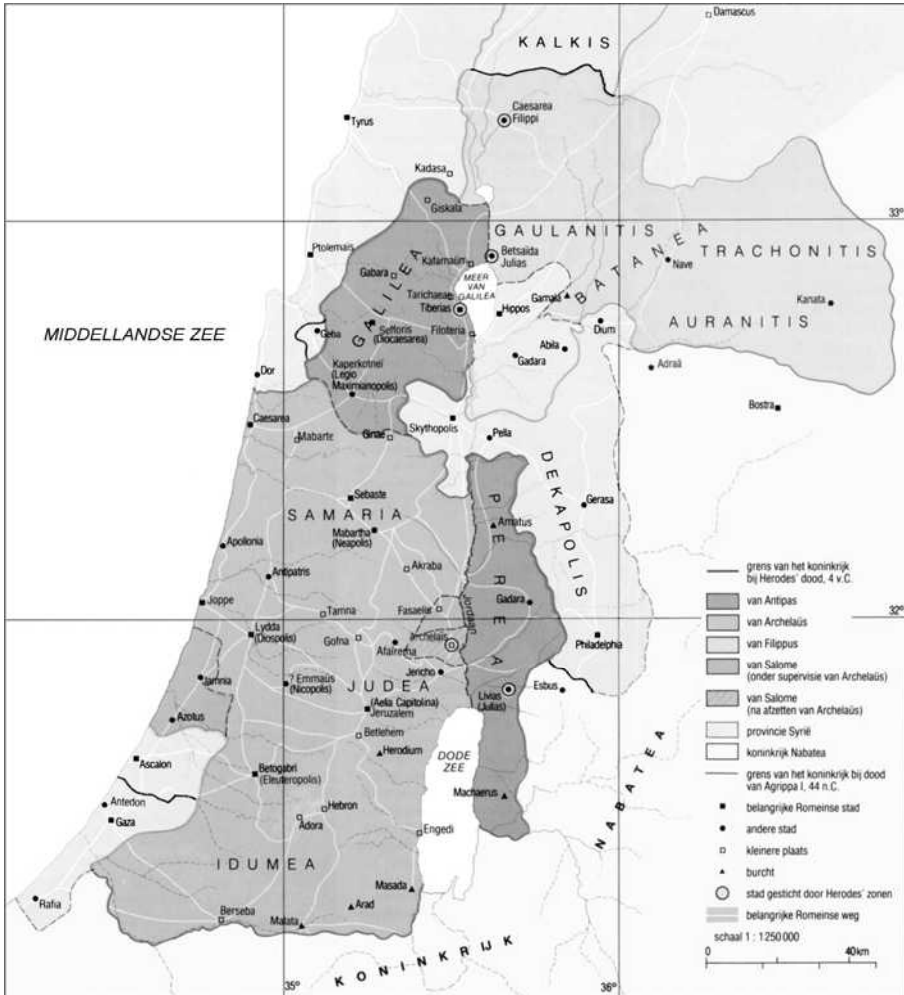 Damascus
KALKIS
Caesarea
Filippi
Tyrus
Kadasa
Giskala
33°
GAULANITIS
BATANEA
TRACHONITIS
Ptolemais
Betsaïda
Julias
Kafarnaüm
Nave
Gabara
MEER
VAN
GALILEA
GALILEA
Tarichaeae
Tiberias
Gamala
Hippos
Kanata
MIDDELLANDSE ZEE
AURANITIS
Geba
Sefforis
(Diocaesarea)
Filoteria
Dium
Abila
Gadara
Kaperkotnei
(Legio
Maximianopolis)
Adraä
Dor
Bostra
Caesarea
Mabarte
Ginae
Skythopolis
Pella
DEKAPOLIS
Sebaste
Gerasa
SAMARIA
PEREA
Amatus
Mabartha
(Neapolis)
Apollonia
Antipatris
Akraba
Joppe
Tamna
Fasaelis
Jordaan
Gadara
32°
Lydda
(Diospolis)
Gofna
Archelais
Afairema
Philadelphia
Jericho
Jamnia
? Emmaüs
(Nicopolis)
JUDEA
Livias
(Julias)
Esbus
(Aelia Capitolina)
Jeruzalem
Azotus
Betlehem
Herodium
DODE
ZEE
Ascalon
Betogabri
(Eleuteropolis)
Machaerus
NABATEA
Antedon
Gaza
Hebron
Adora
Engedi
IDUMEA
Masada
Rafia
Arad
Berseba
Malata
KONINKRIJK
35°
36°
grens van het koninkrijk
bij Herodes' dood, 4 v.C.
van Antipas
van Archelaüs
van Filippus
van Salome
(onder supervisie van Archelaüs)
van Salome
(na afzetten van Archelaüs)
provincie Syrië
koninkrijk Nabatea
grens van het koninkrijk bij dood
van Agrippa I, 44 n.C.
belangrijke Romeinse stad
andere stad
kleinere plaats
burcht
stad gesticht door Herodes' zonen
belangrijke Romeinse weg
schaal 1 : 1250 000
0 40km